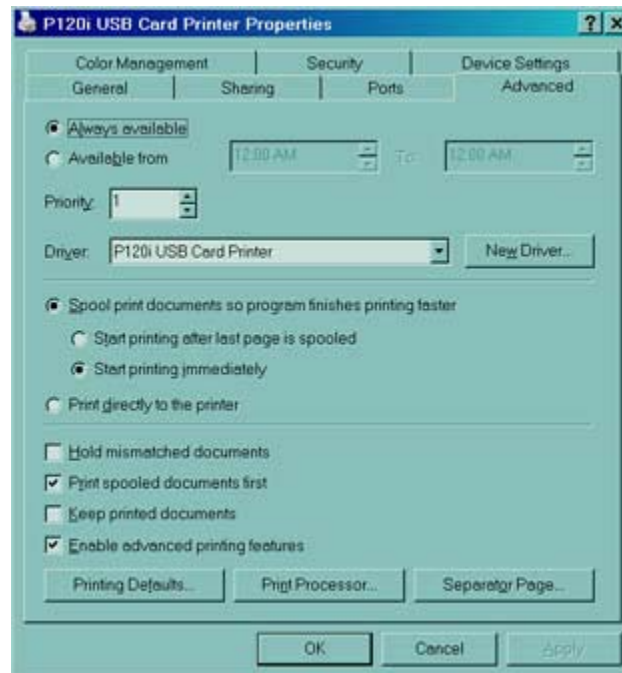 P120i USB Card Printer Properties ? ×
Color Management Security Device Settings
General Sharing Ports Advanced
Always available
Available from 12:00 AM To 12:00 AM
Priority: 1
Driver: P120i USB Card Printer New Driver...
Spool print documents so program finishes printing faster
Start printing after last page is spooled
Start printing immediately
Print directly to the printer
Hold mismatched documents
Print spooled documents first
Keep printed documents
Enable advanced printing features
Printing Defaults... Print Processor... Separator Page...
OK Cancel Apply